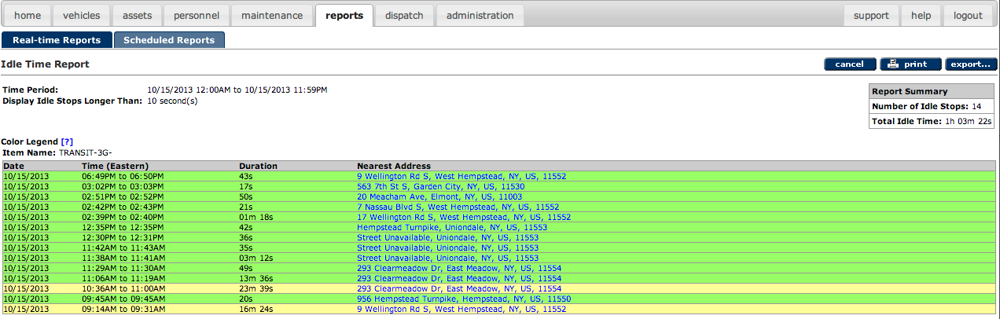 home vehicles assets personnel maintenance reports dispatch administration support help logout
Real-time Reports Scheduled Reports
Idle Time Report cancel print export...
Time Period: 10/15/2013 12:00AM to 10/15/2013 11:59PM
Display Idle Stops Longer Than: 10 second(s)
Report Summary
Number of Idle Stops: 14
Total Idle Time: 1h 03m 22s
Color Legend [?]
Item Name: TRANSIT-3G-
Date Time (Eastern) Duration Nearest Address
10/15/2013 06:49PM to 06:50PM 43s 9 Wellington Rd S, West Hempstead, NY, US, 11552
10/15/2013 03:02PM to 03:03PM 17s 563 7th St S, Garden City, NY, US, 11530
10/15/2013 02:51PM to 02:52PM 50s 20 Meacham Ave, Elmont, NY, US, 11003
10/15/2013 02:42PM to 02:43PM 21s 7 Nassau Blvd S, West Hempstead, NY, US, 11552
10/15/2013 02:39PM to 02:40PM 01m 18s 17 Wellington Rd S, West Hempstead, NY, US, 11552
10/15/2013 12:35PM to 12:35PM 42s Hempstead Turnpike, Uniondale, NY, US, 11553
10/15/2013 12:30PM to 12:31PM 36s Street Unavailable, Uniondale, NY, US, 11553
10/15/2013 11:42AM to 11:43AM 35s Street Unavailable, Uniondale, NY, US, 11553
10/15/2013 11:38AM to 11:41AM 03m 12s Street Unavailable, Uniondale, NY, US, 11553
10/15/2013 11:29AM to 11:30AM 49s 293 Clearmeadow Dr, East Meadow, NY, US, 11554
10/15/2013 11:06AM to 11:19AM 13m 36s 293 Clearmeadow Dr, East Meadow, NY, US, 11554
10/15/2013 10:36AM to 11:00AM 23m 39s 293 Clearmeadow Dr, East Meadow, NY, US, 11554
10/15/2013 09:45AM to 09:45AM 20s 956 Hempstead Turnpike, Hempstead, NY, US, 11550
10/15/2013 09:14AM to 09:31AM 16m 24s 9 Wellington Rd S, West Hempstead, NY, US, 11552